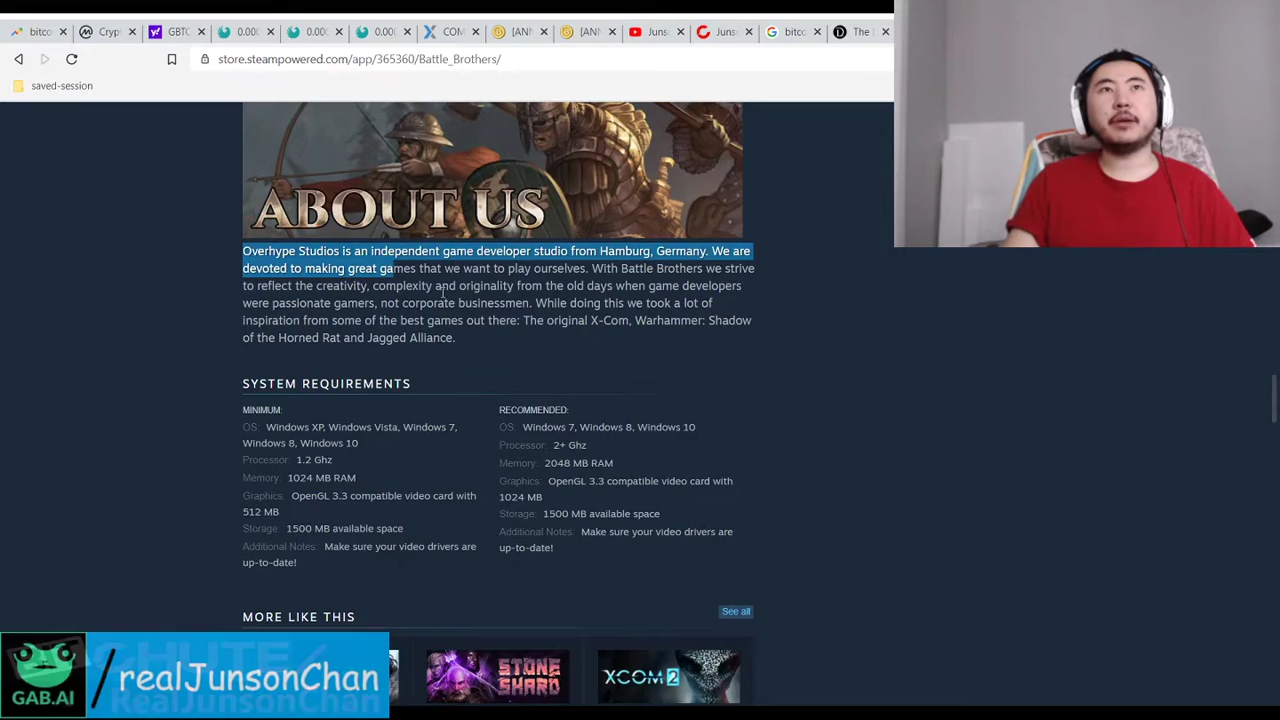 bitco
Cryp
GBTC
0.00(
0.00(
0.00(
COM
[ANN
[ANN
Juns
Juns
bitco
The
store.steampowered.com/app/365360/Battle_Brothers/
saved-session
ABOUT US
Overhype Studios is an independent game developer studio from Hamburg, Germany. We are
devoted to making great games that we want to play ourselves. With Battle Brothers we strive
to reflect the creativity, complexity and originality from the old days when game developers
were passionate gamers, not corporate businessmen. While doing this we took a lot of
inspiration from some of the best games out there: The original X-Com, Warhammer: Shadow
of the Horned Rat and Jagged Alliance.
SYSTEM REQUIREMENTS
MINIMUM:
OS: Windows XP, Windows Vista, Windows 7,
Windows 8, Windows 10
Processor: 1.2 Ghz
Memory: 1024 MB RAM
Graphics: OpenGL 3.3 compatible video card with
512 MB
Storage: 1500 MB available space
Additional Notes: Make sure your video drivers are
up-to-date!
RECOMMENDED:
OS: Windows 7, Windows 8, Windows 10
Processor: 2+ Ghz
Memory: 2048 MB RAM
Graphics: OpenGL 3.3 compatible video card with
1024 MB
Storage: 1500 MB available space
Additional Notes: Make sure your video drivers are
up-to-date!
MORE LIKE THIS
See all
STONE
SHARD
XCOM 2
GAB.AI
/realJunsonChan
RealJunsonChan